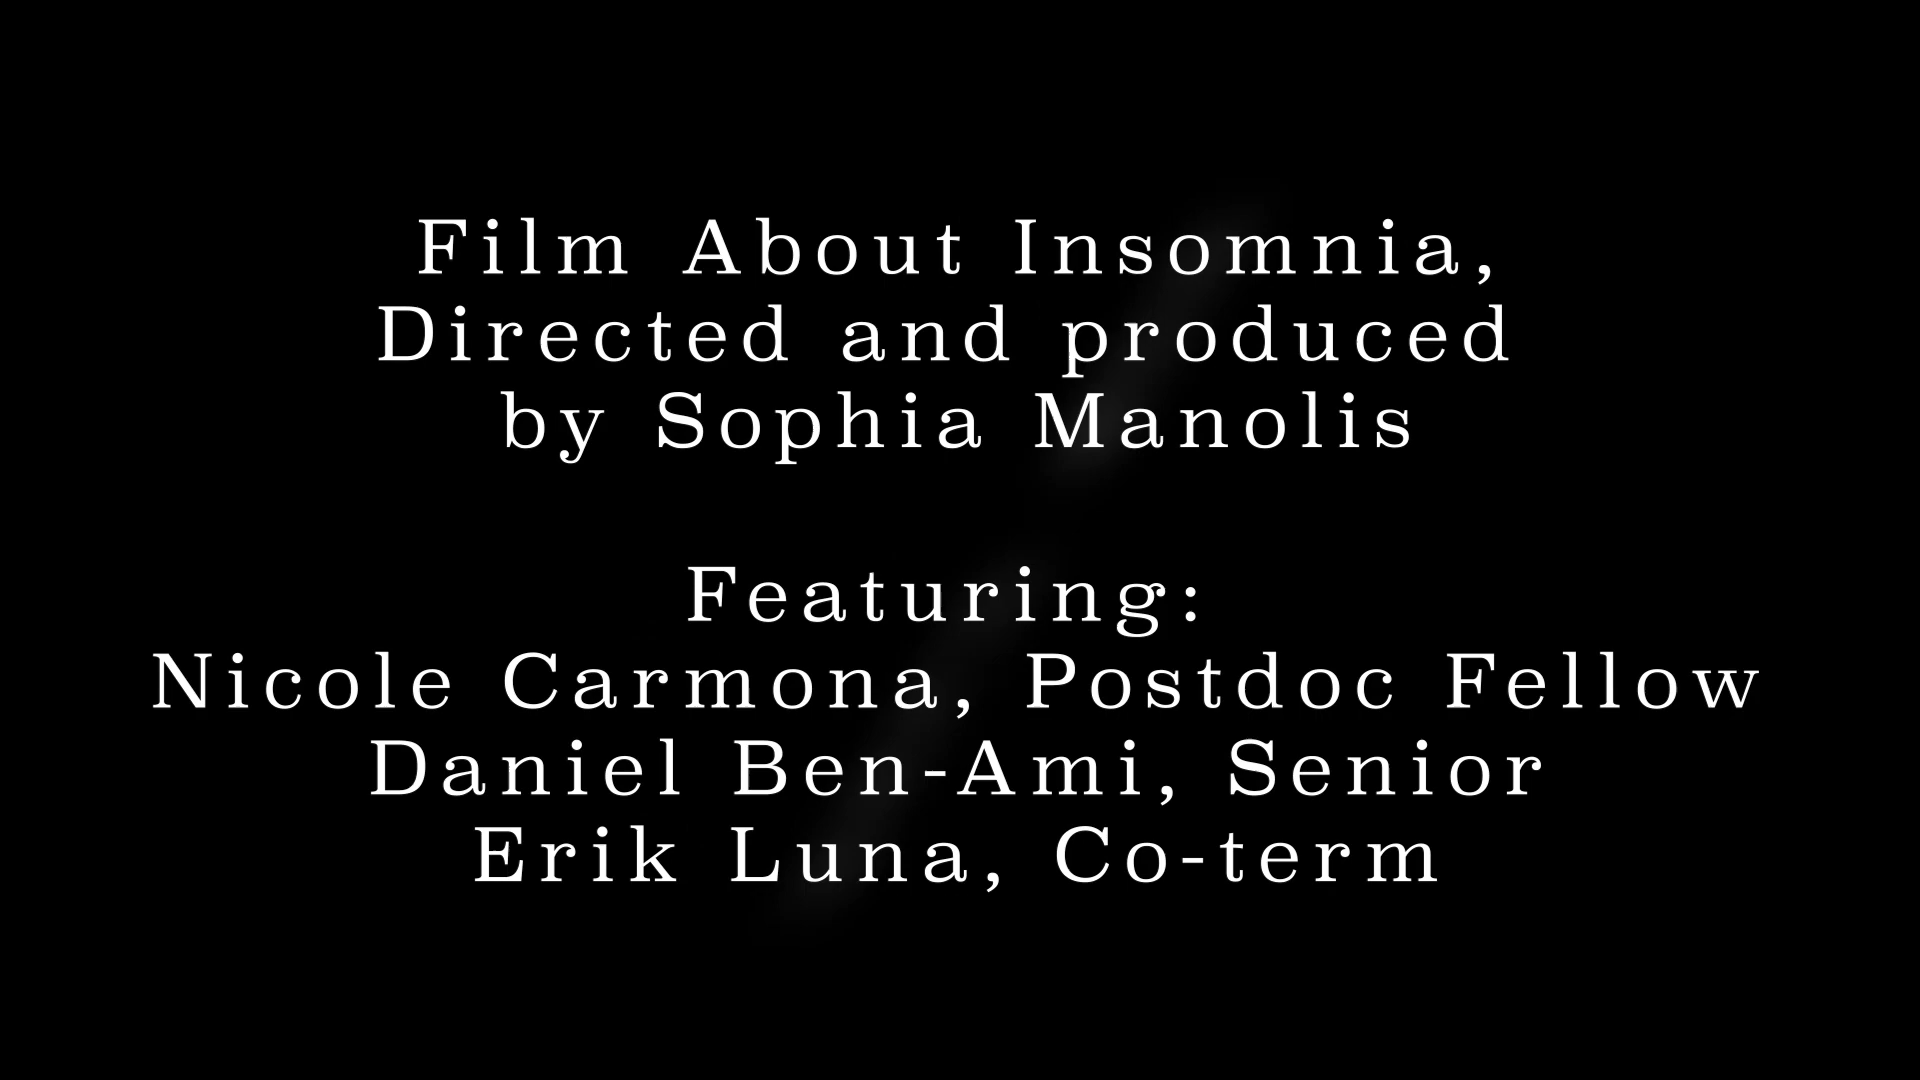 Film About Insomnia,
Directed and produced
by Sophia Manolis
Featuring:
Nicole Carmona, Postdoc Fellow
Daniel Ben-Ami, Senior
Erik Luna, Co-term